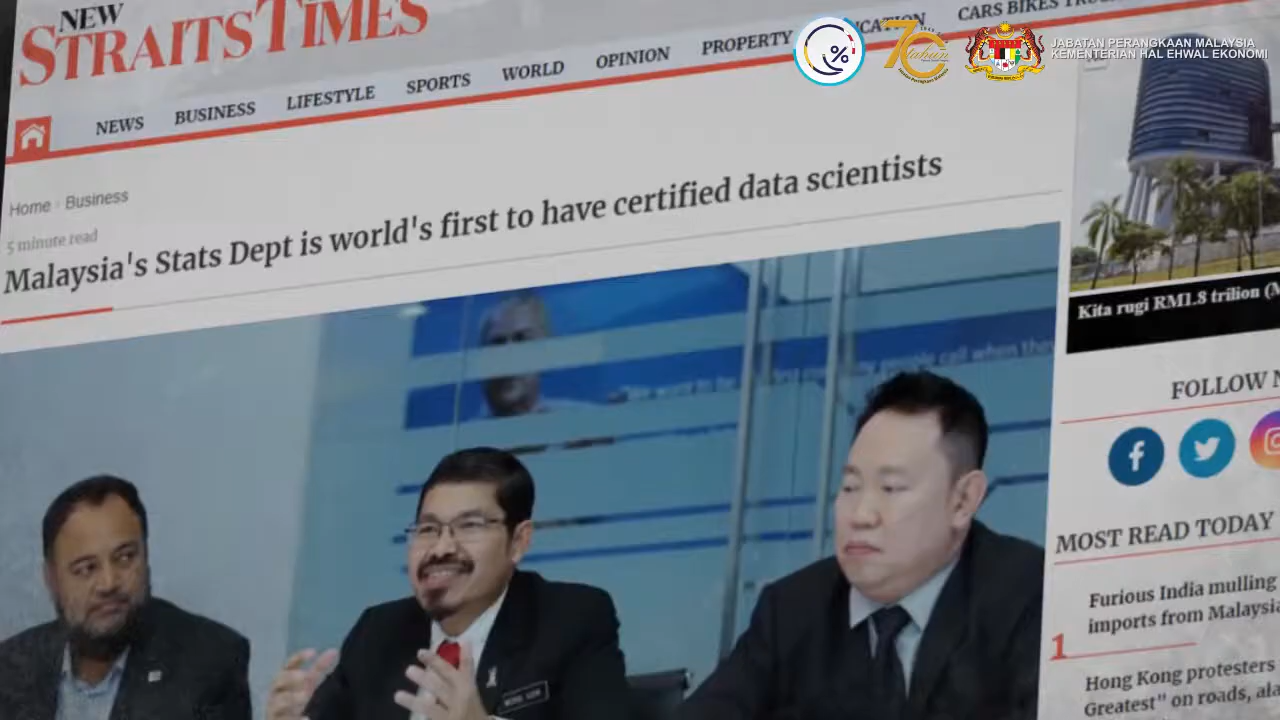 NEW
STRAITS TIMES
JABATAN PERANGKAAN MALAYSIA
KEMENTERIAN HAL EHWAL EKONOMI
NEWS BUSINESS LIFESTYLE SPORTS WORLD OPINION PROPERTY CARS BIKES
Home Business
5 minute read
Malaysia's Stats Dept is world's first to have certified data scientists
Kita rugi RM1.8 trilion
FOLLOW
MOST READ TODAY
1
Furious India mulling
imports from Malaysia
Hong Kong protesters
Greatest" on roads,